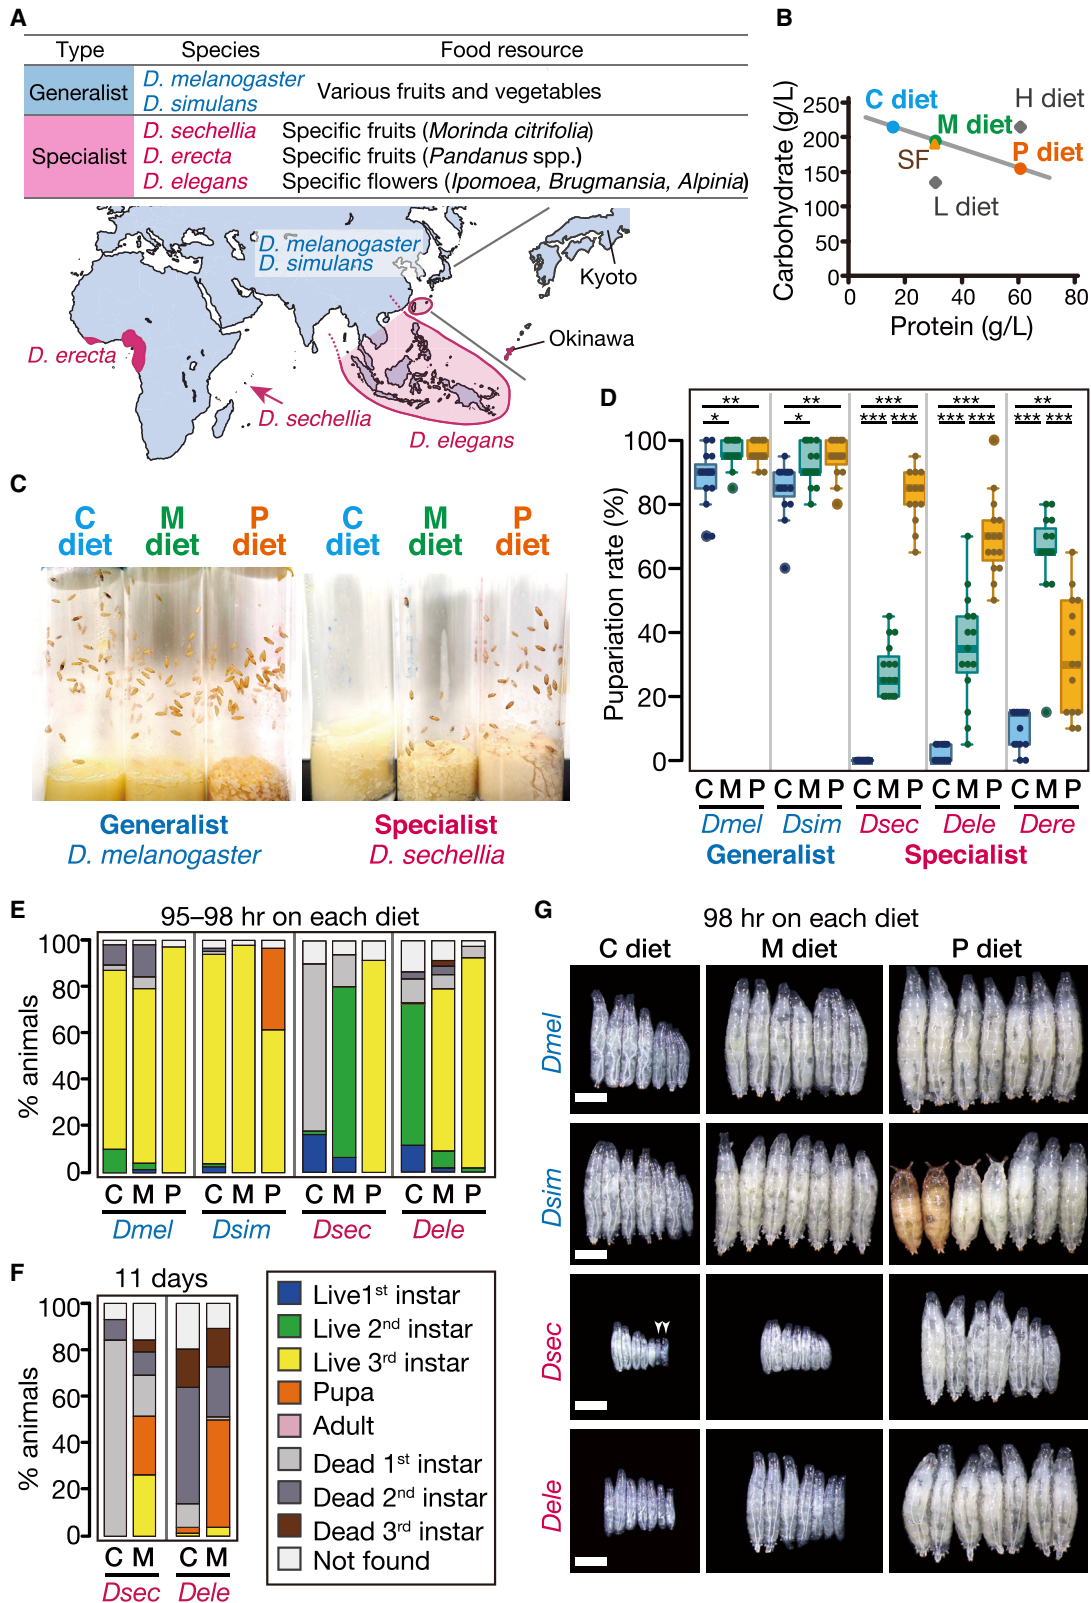 A
Type Species Food resource
Generalist D. melanogaster Various fruits and vegetables
D. simulans
Specialist D. sechellia Specific fruits (Morinda citrifolia)
D. erecta Specific fruits (Pandanus spp.)
D. elegans Specific flowers (Ipomoea, Brugmansia, Alpinia)
D. melanogaster
D. simulans
Kyoto
Okinawa
D. erecta
D. sechellia
D. elegans
B
Carbohydrate (g/L)
250
200
150
100
50
0
C diet
M diet
H diet
P diet
SF
L diet
0 20 40 60 80
Protein (g/L)
C
C diet
M diet
P diet
C diet
M diet
P diet
Generalist
D. melanogaster
Specialist
D. sechellia
D
** ** *** *** **
* * *** *** *** *** *** ***
Pupariation rate (%)
100
80
60
40
20
0
C M P C M P C M P C M P C M P
Dmel Dsim Dsec Dele Dere
Generalist Specialist
E
95–98 hr on each diet
% animals
100
80
60
40
20
0
C M P C M P C M P C M P
Dmel Dsim Dsec Dele
F
11 days
% animals
100
80
60
40
20
0
C M C M
Dsec Dele
Live1st instar
Live 2nd instar
Live 3rd instar
Pupa
Adult
Dead 1st instar
Dead 2nd instar
Dead 3rd instar
Not found
G
98 hr on each diet
C diet M diet P diet
Dmel
Dsim
Dsec
Dele